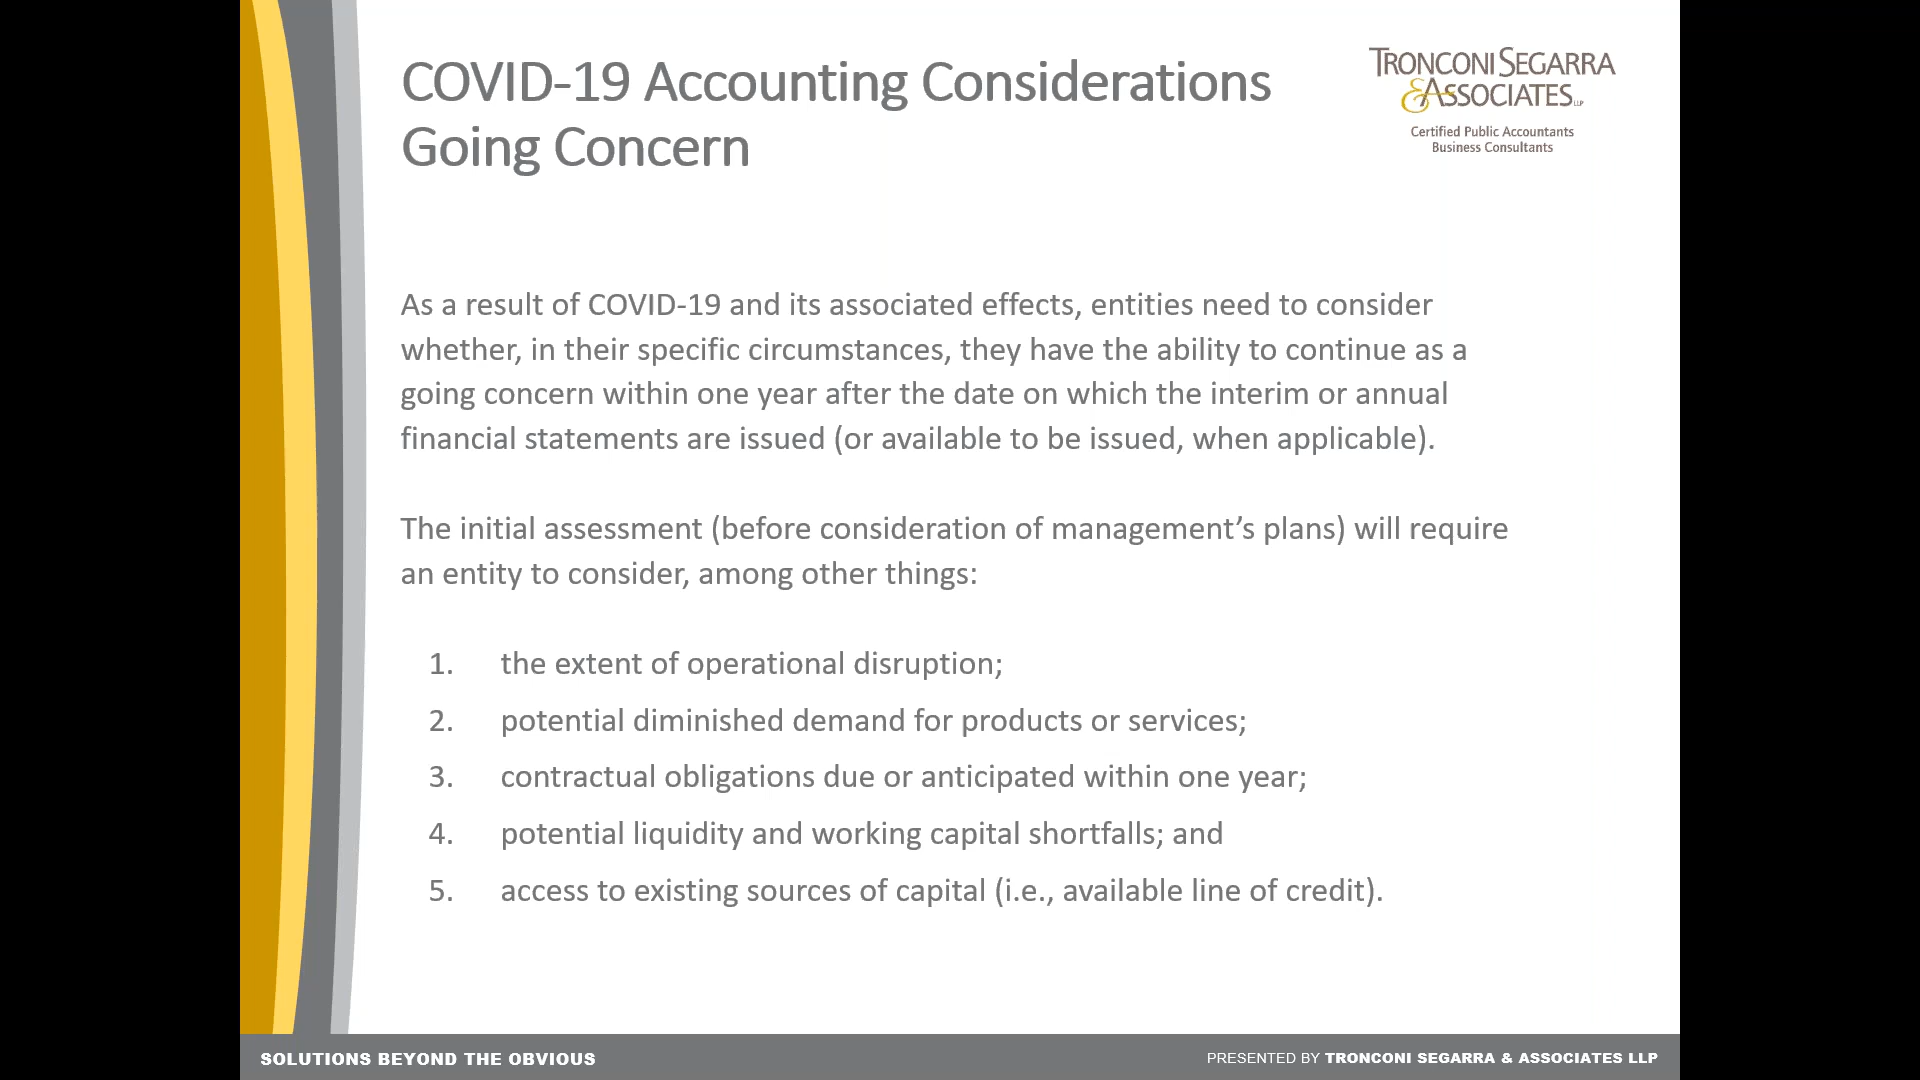 COVID-19 Accounting Considerations
Going Concern
TRONCONI SEGARRA
& ASSOCIATES LLP
Certified Public Accountants
Business Consultants
As a result of COVID-19 and its associated effects, entities need to consider
whether, in their specific circumstances, they have the ability to continue as a
going concern within one year after the date on which the interim or annual
financial statements are issued (or available to be issued, when applicable).
The initial assessment (before consideration of management’s plans) will require
an entity to consider, among other things:
1. the extent of operational disruption;
2. potential diminished demand for products or services;
3. contractual obligations due or anticipated within one year;
4. potential liquidity and working capital shortfalls; and
5. access to existing sources of capital (i.e., available line of credit).
SOLUTIONS BEYOND THE OBVIOUS
PRESENTED BY TRONCONI SEGARRA & ASSOCIATES LLP